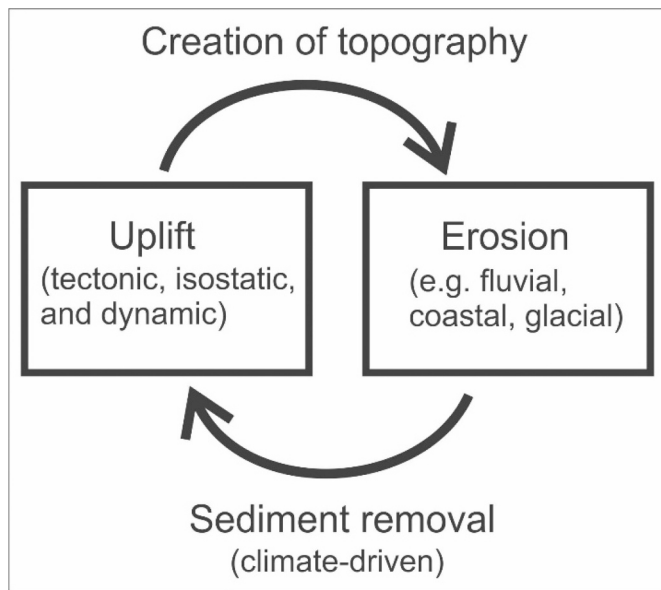 Creation of topography
Uplift
(tectonic, isostatic,
and dynamic)
Erosion
(e.g. fluvial,
coastal, glacial)
Sediment removal
(climate-driven)